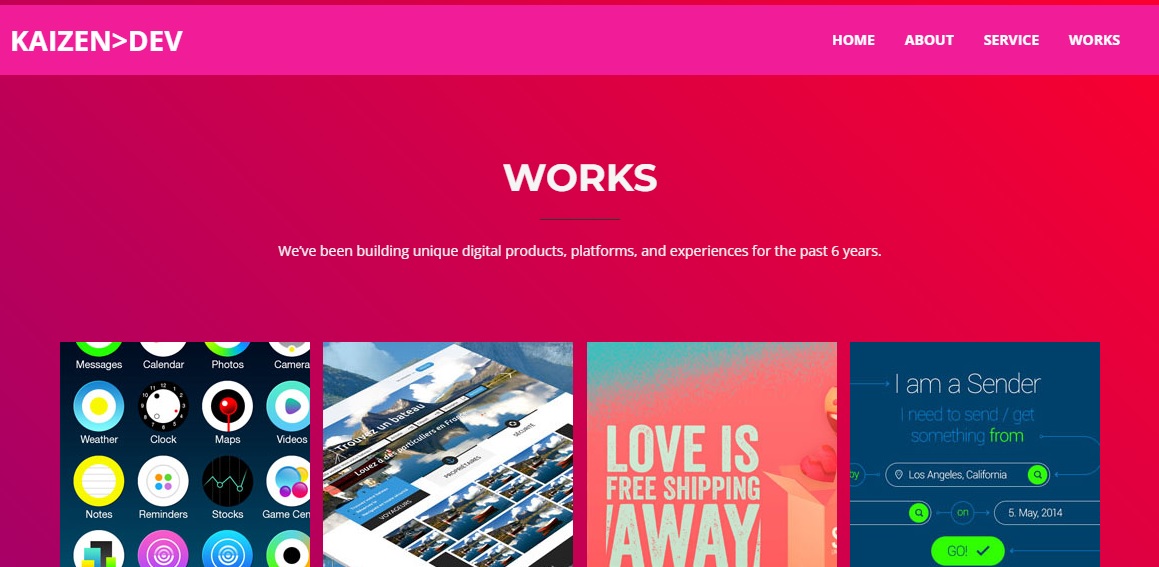 KAIZEN>DEV
HOME ABOUT SERVICE WORKS
WORKS
We've been building unique digital products, platforms, and experiences for the past 6 years.
Messages Calendar Photos Camera
Weather Clock Maps Videos
Notes Reminders Stocks Game Cen
Trouvez un bateau
Louez à des particuliers en Fran
PROPRIÉTAIRES
SÉCURITÉ
VOYAGEURS
LOVE IS
FREE SHIPPING
AWAY
I am a Sender
I need to send / get
something from
by
Los Angeles, California
on
5. May, 2014
GO!